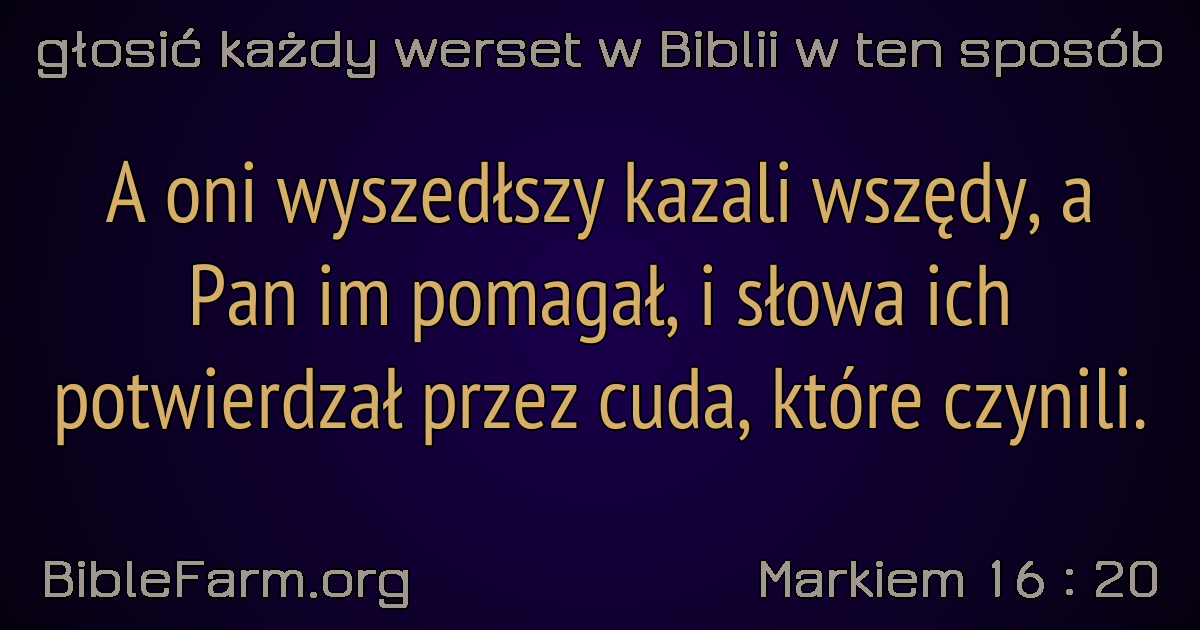 głosić każdy werset w Biblii w ten sposób
A oni wyszedłszy kazali wszędy, a
Pan im pomagał, i słowa ich
potwierdzał przez cuda, które czynili.
BibleFarm.org
Markiem 16 : 20